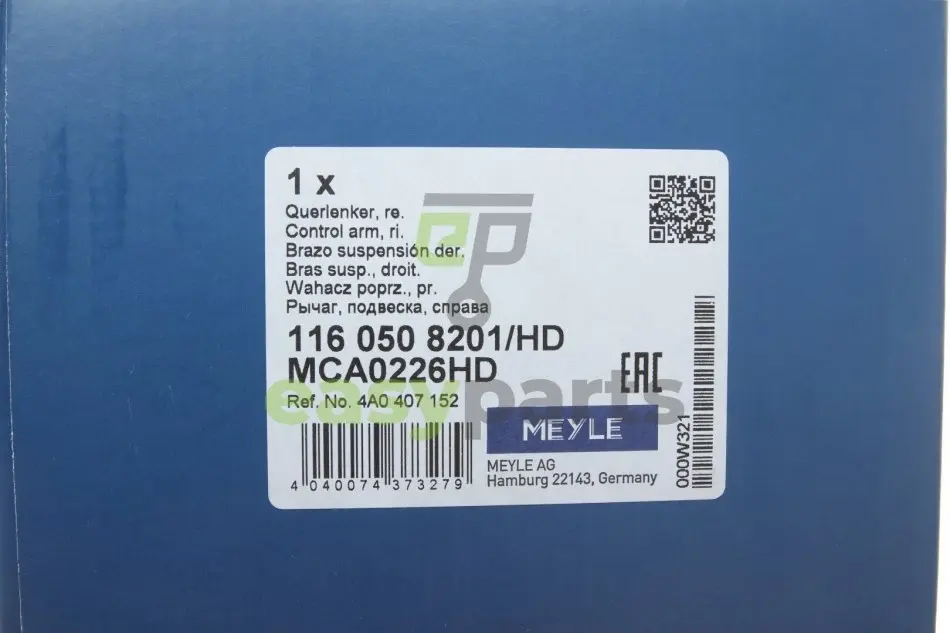 1 x
Querlenker, re.
Control arm, ri.
Brazo suspensión der.
Bras susp., droit.
Wahacz poprz., pr.
Рычаг, подвеска, справа
116 050 8201/HD
MCA0226HD
Ref. No. 4A0 407 152
EAC
4 040074 373279
MEYLE
MEYLE AG
Hamburg 22143, Germany
000W321
ep
easyparts